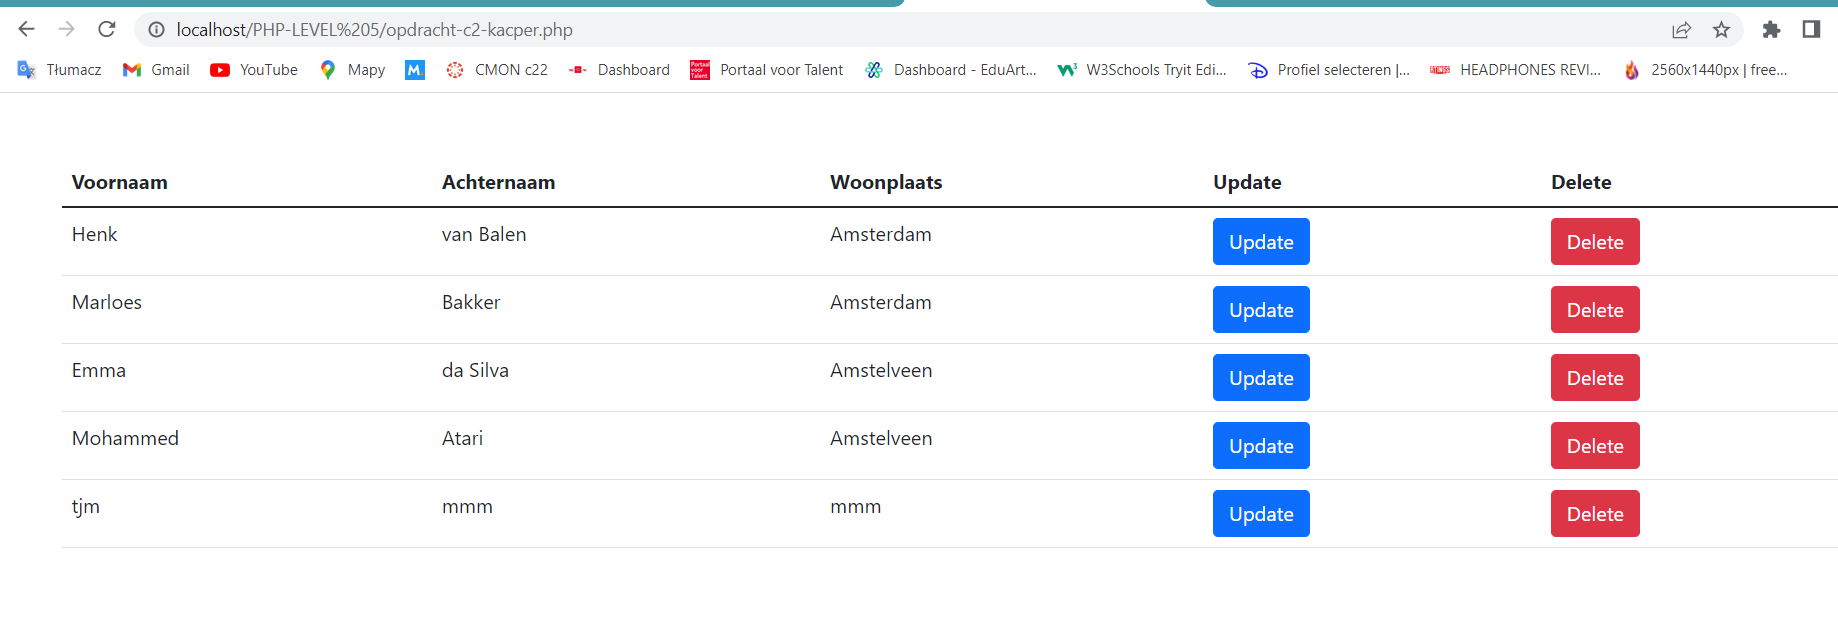 localhost/PHP-LEVEL%205/opdracht-c2-kacper.php
Tłumacz Gmail YouTube Mapy M. CMON c22 Dashboard Portaal voor Talent Portaal voor Talent Dashboard - EduArt... W3Schools Tryit Edi... Profiel selecteren |... HEADPHONES REVI... 2560x1440px | free...
Voornaam Achternaam Woonplaats Update Delete
Henk van Balen Amsterdam Update Delete
Marloes Bakker Amsterdam Update Delete
Emma da Silva Amstelveen Update Delete
Mohammed Atari Amstelveen Update Delete
tjm mmm mmm Update Delete